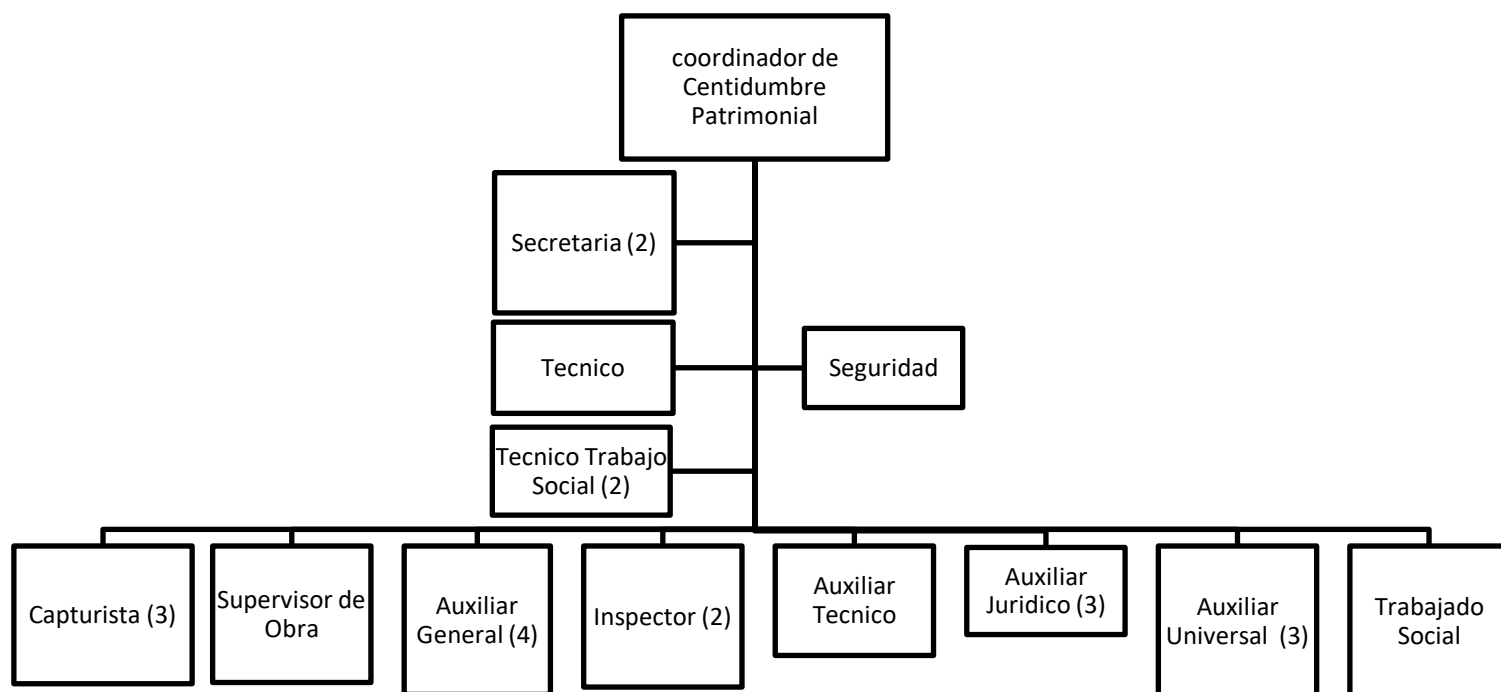 coordinador de
Centidumbre
Patrimonial
Secretaria (2)
Tecnico
Seguridad
Tecnico Trabajo
Social (2)
Capturista (3)
Supervisor de
Obra
Auxiliar
General (4)
Inspector (2)
Auxiliar
Tecnico
Auxiliar
Juridico (3)
Auxiliar
Universal (3)
Trabajado
Social